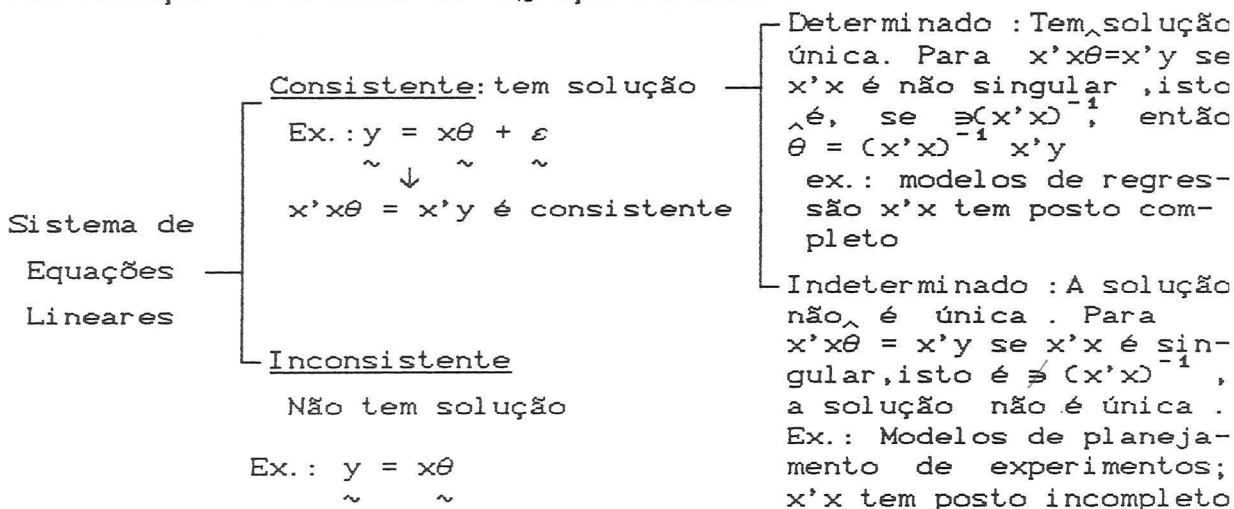 Sistema de
Equações
Lineares
Consistente: tem solução
Ex.: y = xθ + ε
~ ~ ~
↓
x'xθ = x'y é consistente
Determinado : Tem^solução
única. Para x'xθ=x'y se
x'x é não singular ,isto
^é, se ∃(x'x)⁻¹, então
θ^ = (x'x)⁻¹ x'y
ex.: modelos de regres-
são x'x tem posto com-
pleto
Indeterminado : A solução
não^ é única . Para
x'xθ^ = x'y se x'x é sin-
gular,isto é ∄ (x'x)⁻¹ ,
a solução não é única .
Ex.: Modelos de planeja-
mento de experimentos;
x'x tem posto incompleto
Inconsistente
Não tem solução
Ex.: y = xθ
~ ~